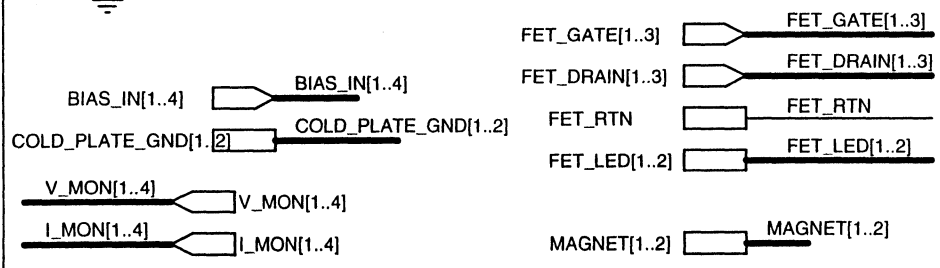 BIAS_IN[1..4] BIAS_IN[1..4]
COLD_PLATE_GND[1..2] COLD_PLATE_GND[1..2]
V_MON[1..4] V_MON[1..4]
I_MON[1..4] I_MON[1..4]
FET_GATE[1..3] FET_GATE[1..3]
FET_DRAIN[1..3] FET_DRAIN[1..3]
FET_RTN FET_RTN
FET_LED[1..2] FET_LED[1..2]
MAGNET[1..2] MAGNET[1..2]